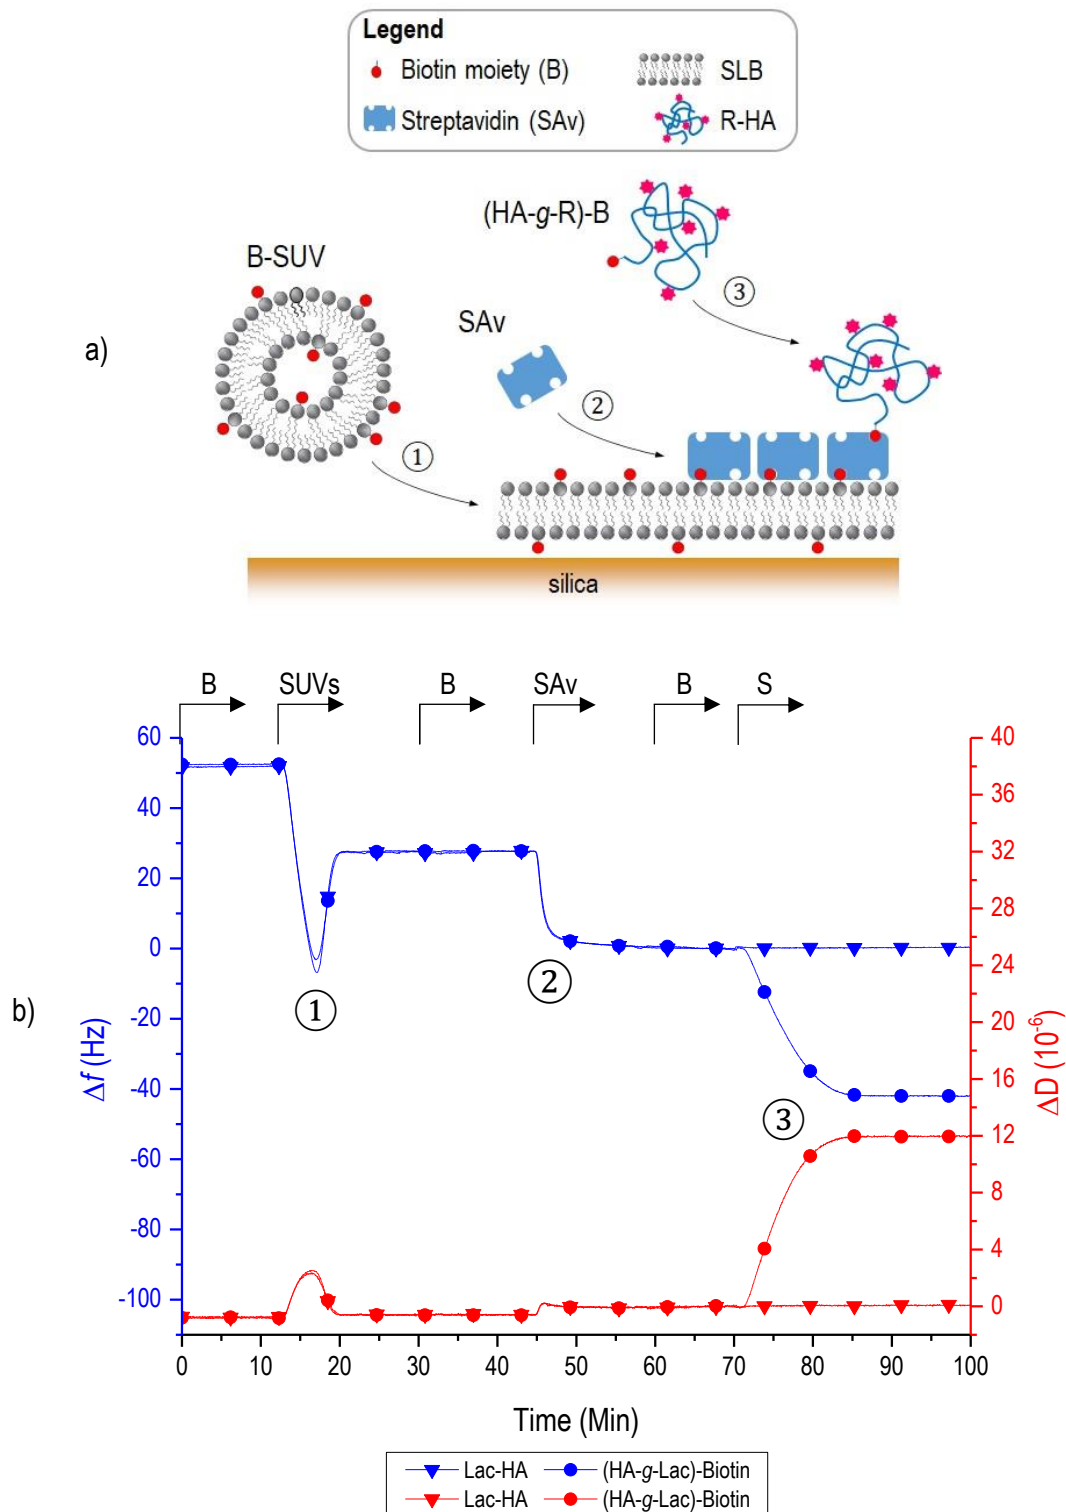 Legend
Biotin moiety (B)
SLB
Streptavidin (SAv)
R-HA
(HA-g-R)-B
B-SUV
③
SAv
a)
②
①
silica
B SUVs B SAv B S
60
40
20
0
-20
-40
-60
-80
-100
Δf (Hz)
40
36
32
28
24
20
16
12
8
4
0
ΔD (10⁻⁶)
①
②
③
b)
0 10 20 30 40 50 60 70 80 90 100
Time (Min)
Lac-HA (HA-g-Lac)-Biotin
Lac-HA (HA-g-Lac)-Biotin